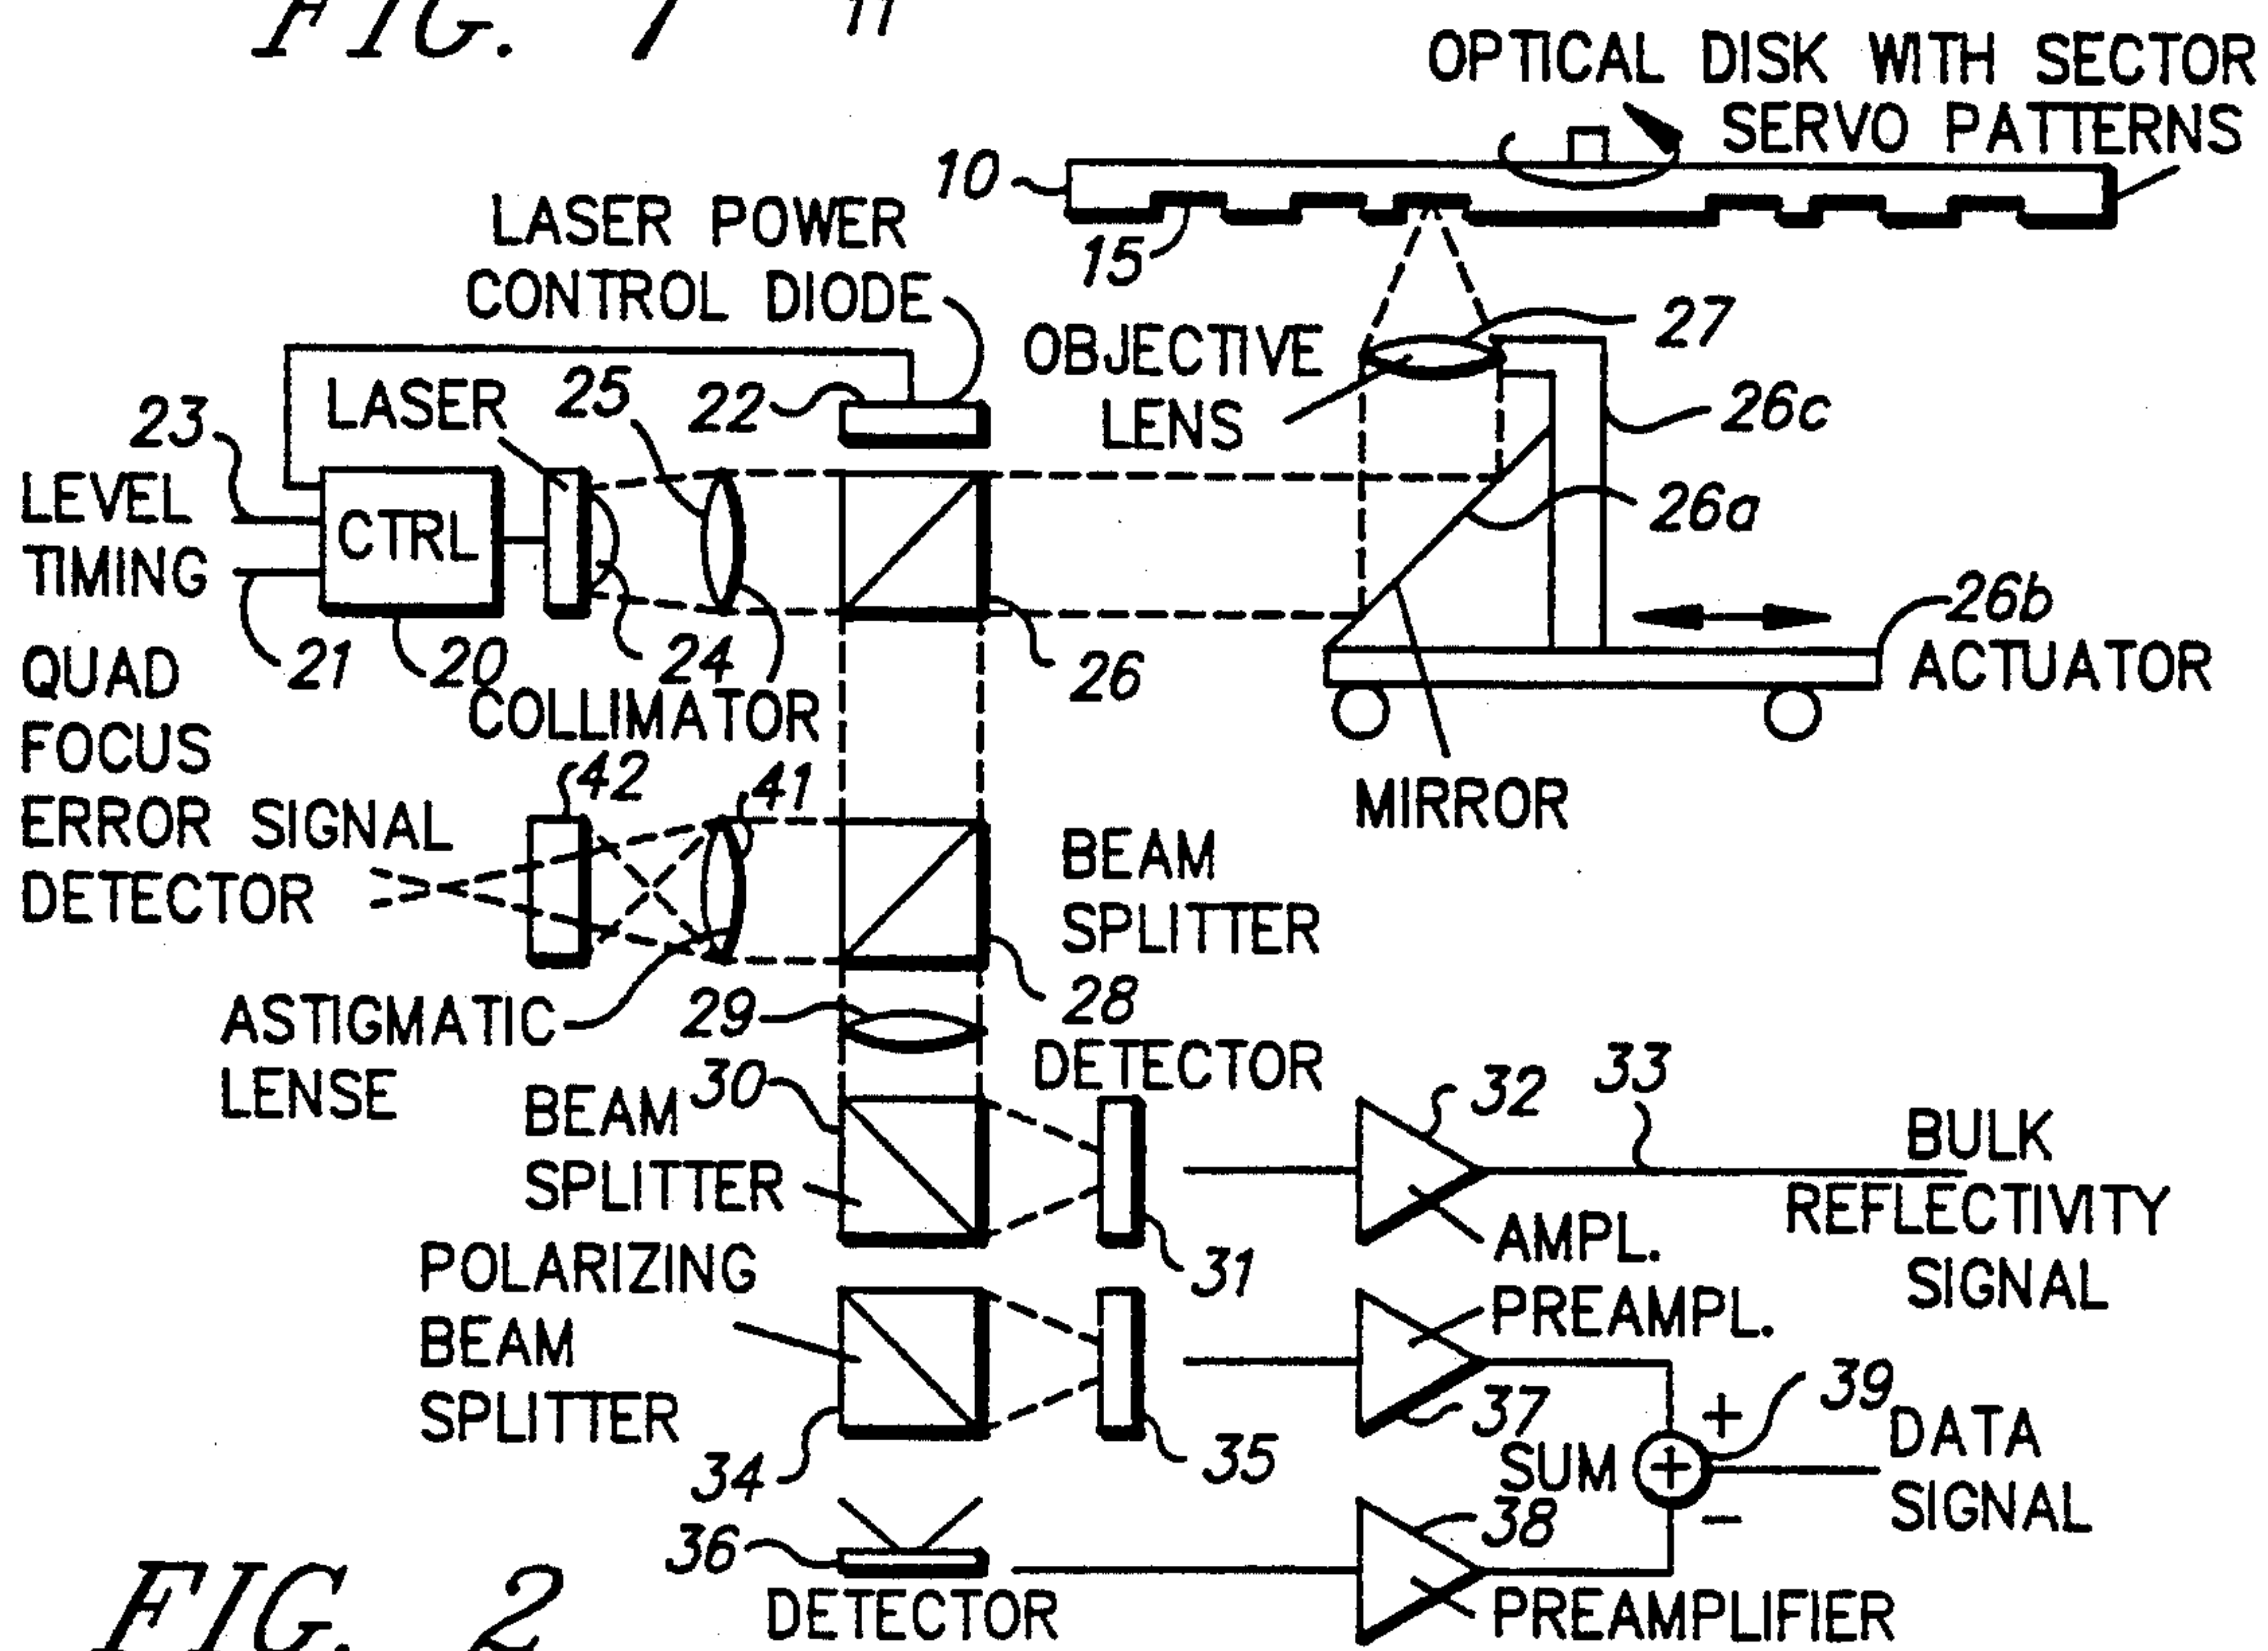 FIG. 1
11
OPTICAL DISK WITH SECTOR
SERVO PATTERNS
10
15
LASER POWER
CONTROL DIODE
OBJECTIVE
LENS
27
26c
LASER
25
22
23
LEVEL
TIMING
CTRL
26a
26b
ACTUATOR
21
20
24
COLLIMATOR
26
MIRROR
QUAD
FOCUS
ERROR SIGNAL
DETECTOR
42
41
BEAM
SPLITTER
28
ASTIGMATIC
LENSE
29
30
BEAM
SPLITTER
DETECTOR
31
32
33
AMPL.
BULK
REFLECTIVITY
SIGNAL
POLARIZING
BEAM
SPLITTER
34
35
PREAMPL.
37
+
39
SUM
+
−
DATA
SIGNAL
36
DETECTOR
38
PREAMPLIFIER
FIG. 2